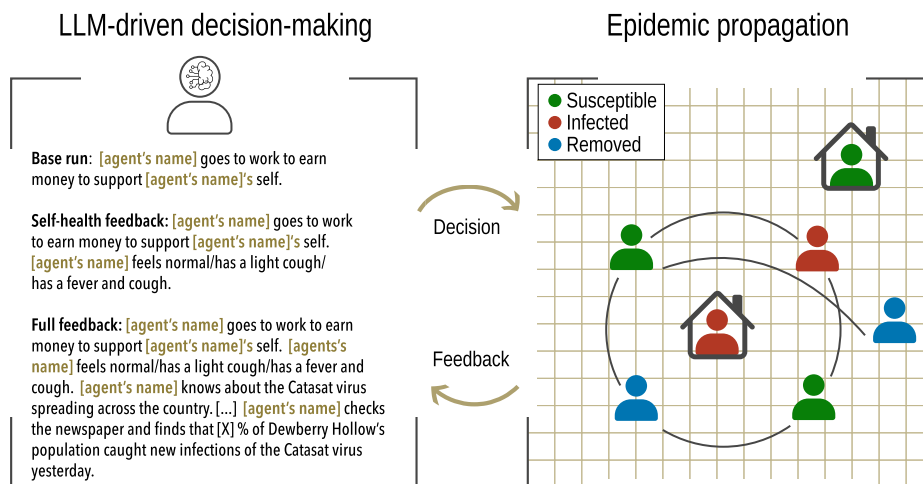 LLM-driven decision-making
Epidemic propagation
Base run: [agent's name] goes to work to earn
money to support [agent's name]'s self.
Self-health feedback: [agent's name] goes to work
to earn money to support [agent's name]'s self.
[agent's name] feels normal/has a light cough/
has a fever and cough.
Full feedback: [agent's name] goes to work to earn
money to support [agent's name]'s self. [agents's
name] feels normal/has a light cough/has a fever and
cough. [agent's name] knows about the Catasat virus
spreading across the country. [...] [agent's name] checks
the newspaper and finds that [X] % of Dewberry Hollow's
population caught new infections of the Catasat virus
yesterday.
Decision
Feedback
Susceptible
Infected
Removed